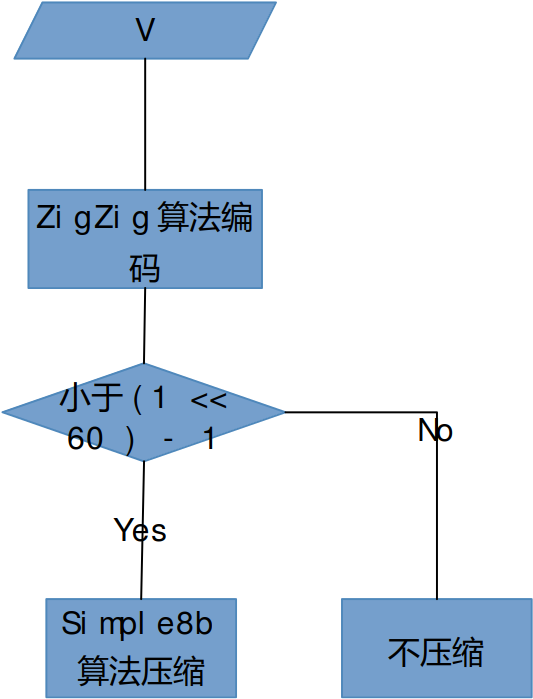 V
ZigZig算法编
码
小于(1 <<
60) - 1
No
Yes
Simple8b
算法压缩
不压缩